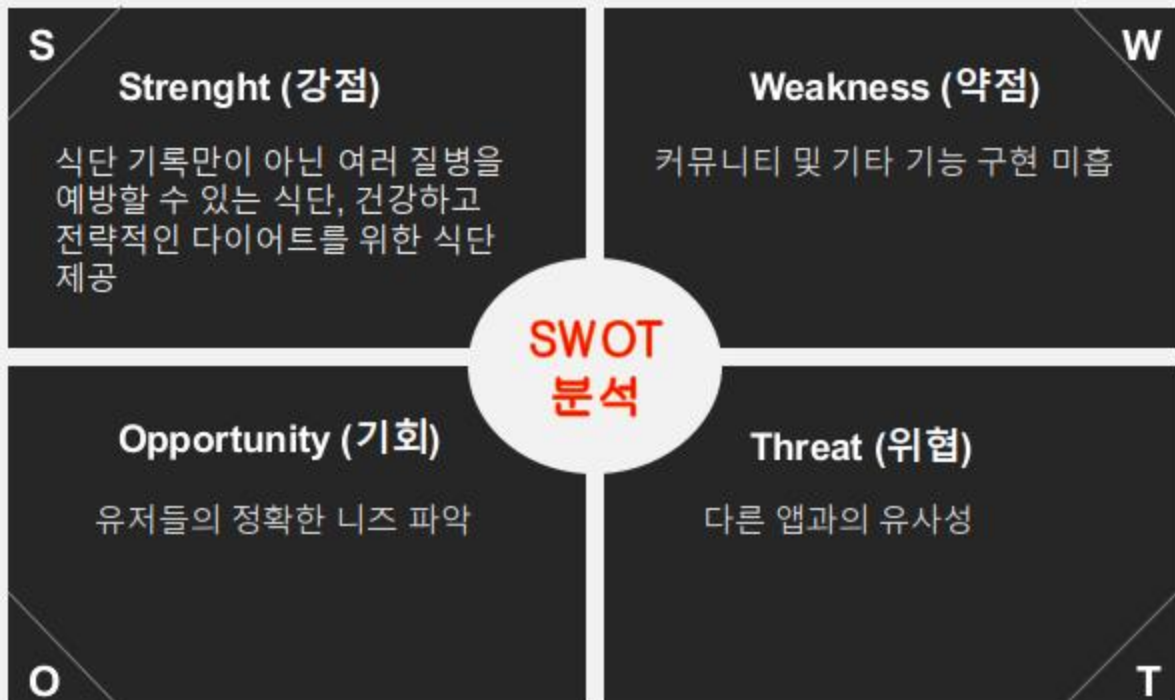 S
Strenght (강점)
식단 기록만이 아닌 여러 질병을
예방할 수 있는 식단, 건강하고
전략적인 다이어트를 위한 식단
제공
W
Weakness (약점)
커뮤니티 및 기타 기능 구현 미흡
SWOT
분석
Opportunity (기회)
유저들의 정확한 니즈 파악
O
Threat (위협)
다른 앱과의 유사성
T